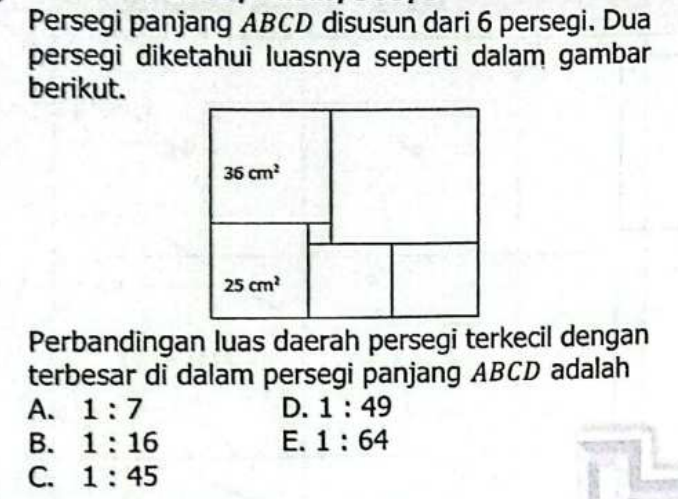 Persegi panjang ABCD disusun dari 6 persegi. Dua
persegi diketahui luasnya seperti dalam gambar
berikut.
36 cm²
25 cm²
Perbandingan luas daerah persegi terkecil dengan
terbesar di dalam persegi panjang ABCD adalah
A. 1 : 7 D. 1 : 49
B. 1 : 16 E. 1 : 64
C. 1 : 45